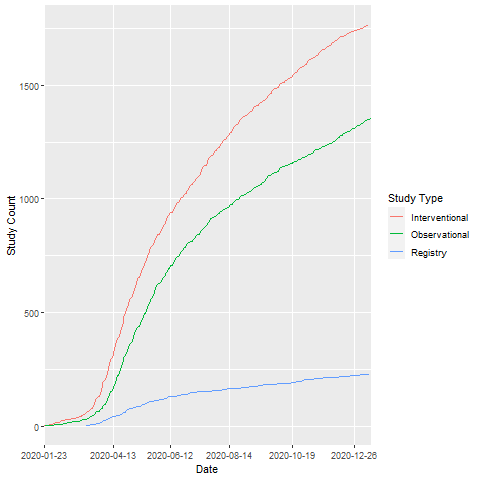 1500
1000
500
0
Study Count
2020-01-23 2020-04-13 2020-06-12 2020-08-14 2020-10-19 2020-12-26
Date
Study Type
Interventional
Observational
Registry